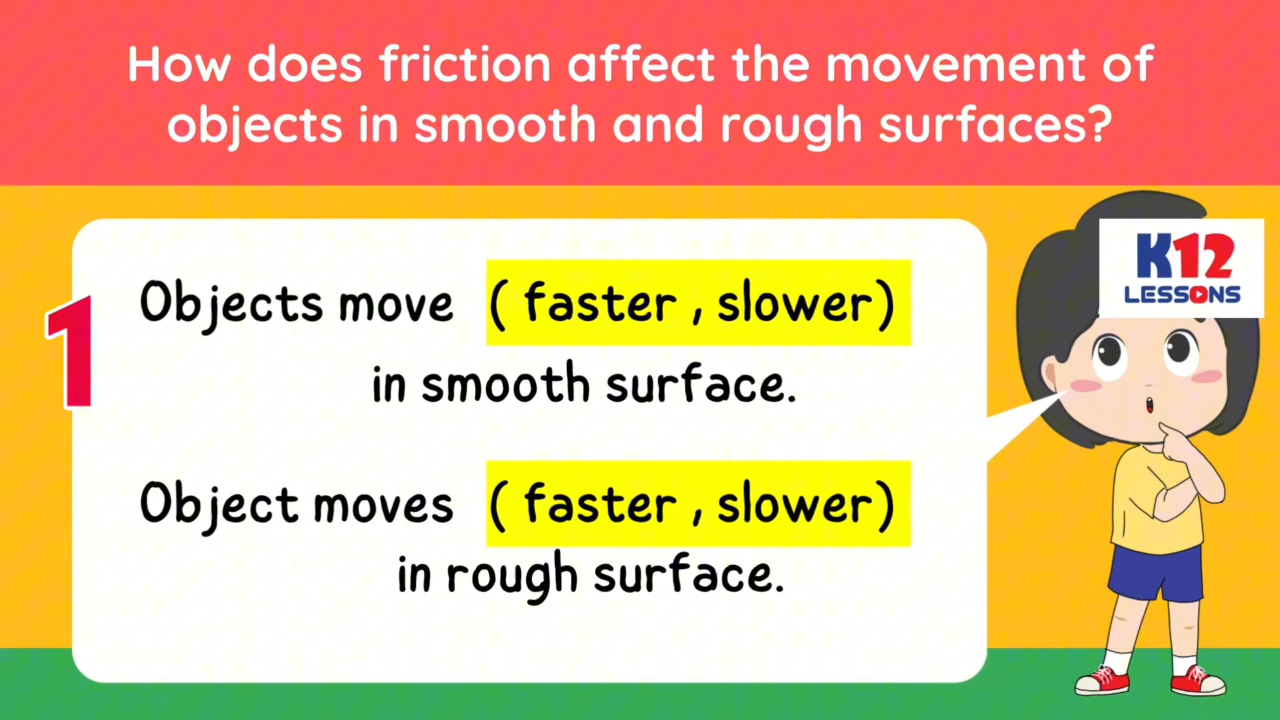 How does friction affect the movement of
objects in smooth and rough surfaces?
K12
LESSONS
1
Objects move ( faster , slower)
in smooth surface.
Object moves ( faster , slower)
in rough surface.